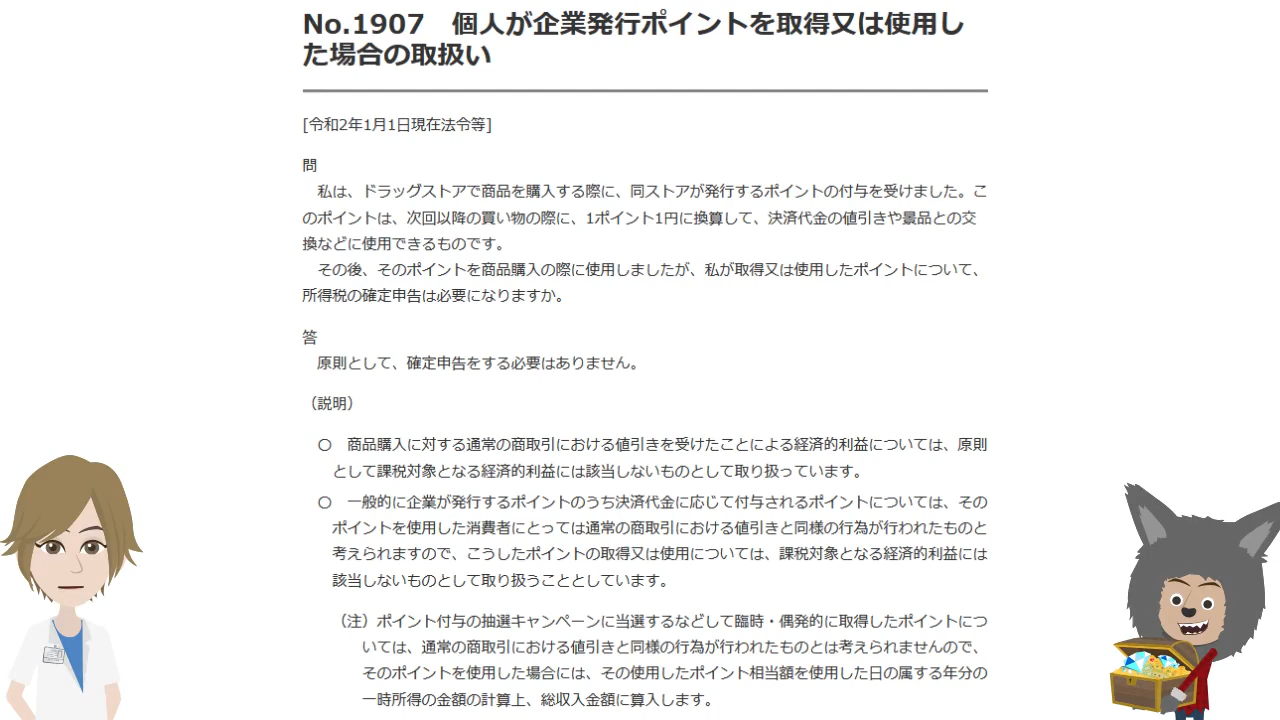 No.1907　個人が企業発行ポイントを取得又は使用し
た場合の取扱い
[令和2年1月1日現在法令等]
問
　私は、ドラッグストアで商品を購入する際に、同ストアが発行するポイントの付与を受けました。こ
のポイントは、次回以降の買い物の際に、1ポイント1円に換算して、決済代金の値引きや景品との交
換などに使用できるものです。
　その後、そのポイントを商品購入の際に使用しましたが、私が取得又は使用したポイントについて、
所得税の確定申告は必要になりますか。
答
　原則として、確定申告をする必要はありません。
（説明）
○　商品購入に対する通常の商取引における値引きを受けたことによる経済的利益については、原則
として課税対象となる経済的利益には該当しないものとして取り扱っています。
○　一般的に企業が発行するポイントのうち決済代金に応じて付与されるポイントについては、その
ポイントを使用した消費者にとっては通常の商取引における値引きと同様の行為が行われたものと
考えられますので、こうしたポイントの取得又は使用については、課税対象となる経済的利益には
該当しないものとして取り扱うこととしています。
（注）ポイント付与の抽選キャンペーンに当選するなどして臨時・偶発的に取得したポイントにつ
いては、通常の商取引における値引きと同様の行為が行われたものとは考えられませんので、
そのポイントを使用した場合には、その使用したポイント相当額を使用した日の属する年分の
一時所得の金額の計算上、総収入金額に算入します。